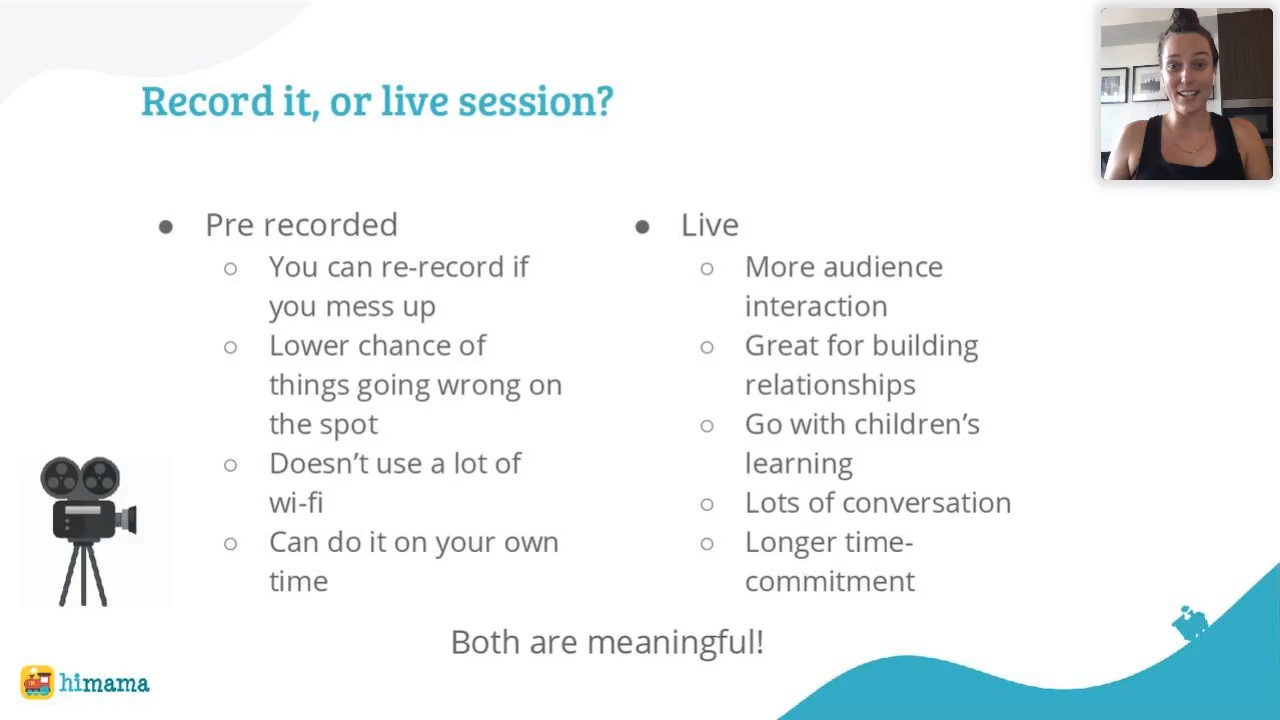 Record it, or live session?
● Pre recorded
○ You can re-record if
you mess up
○ Lower chance of
things going wrong on
the spot
○ Doesn’t use a lot of
wi-fi
○ Can do it on your own
time
● Live
○ More audience
interaction
○ Great for building
relationships
○ Go with children’s
learning
○ Lots of conversation
○ Longer time-
commitment
Both are meaningful!
himama